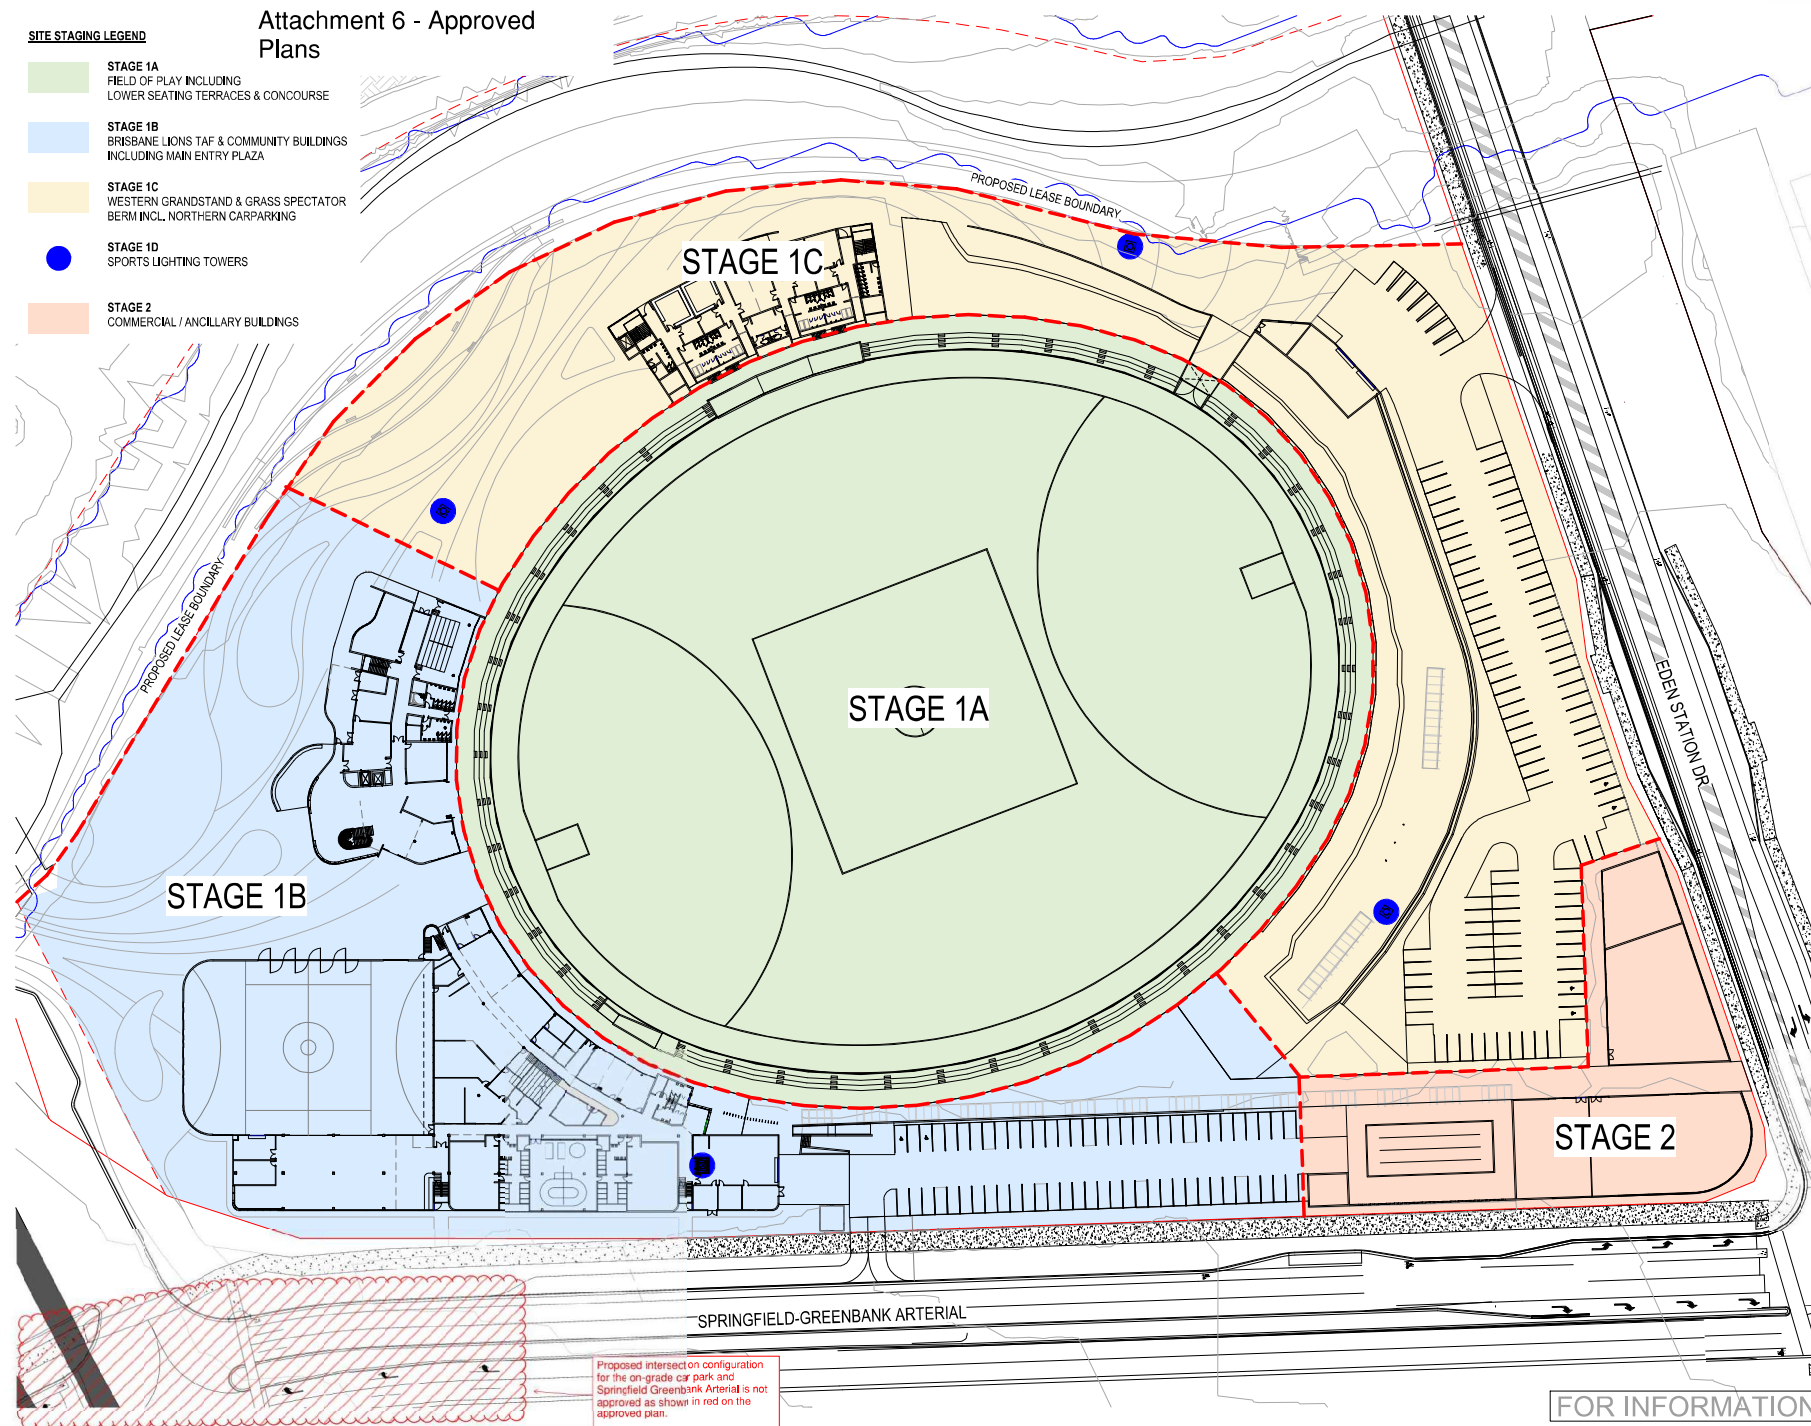 Attachment 6 - Approved
Plans
SITE STAGING LEGEND
STAGE 1A
FIELD OF PLAY INCLUDING
LOWER SEATING TERRACES & CONCOURSE
STAGE 1B
BRISBANE LIONS TAF & COMMUNITY BUILDINGS
INCLUDING MAIN ENTRY PLAZA
STAGE 1C
WESTERN GRANDSTAND & GRASS SPECTATOR
BERM INCL. NORTHERN CARPARKING
STAGE 1D
SPORTS LIGHTING TOWERS
STAGE 2
COMMERCIAL / ANCILLARY BUILDINGS
PROPOSED LEASE BOUNDARY
STAGE 1C
PROPOSED LEASE BOUNDARY
STAGE 1A
EDEN STATION DR
STAGE 1B
STAGE 2
SPRINGFIELD-GREENBANK ARTERIAL
Proposed intersection configuration
for the on-grade car park and
Springfield Greenbank Arterial is not
approved as shown in red on the
approved plan.
FOR INFORMATION